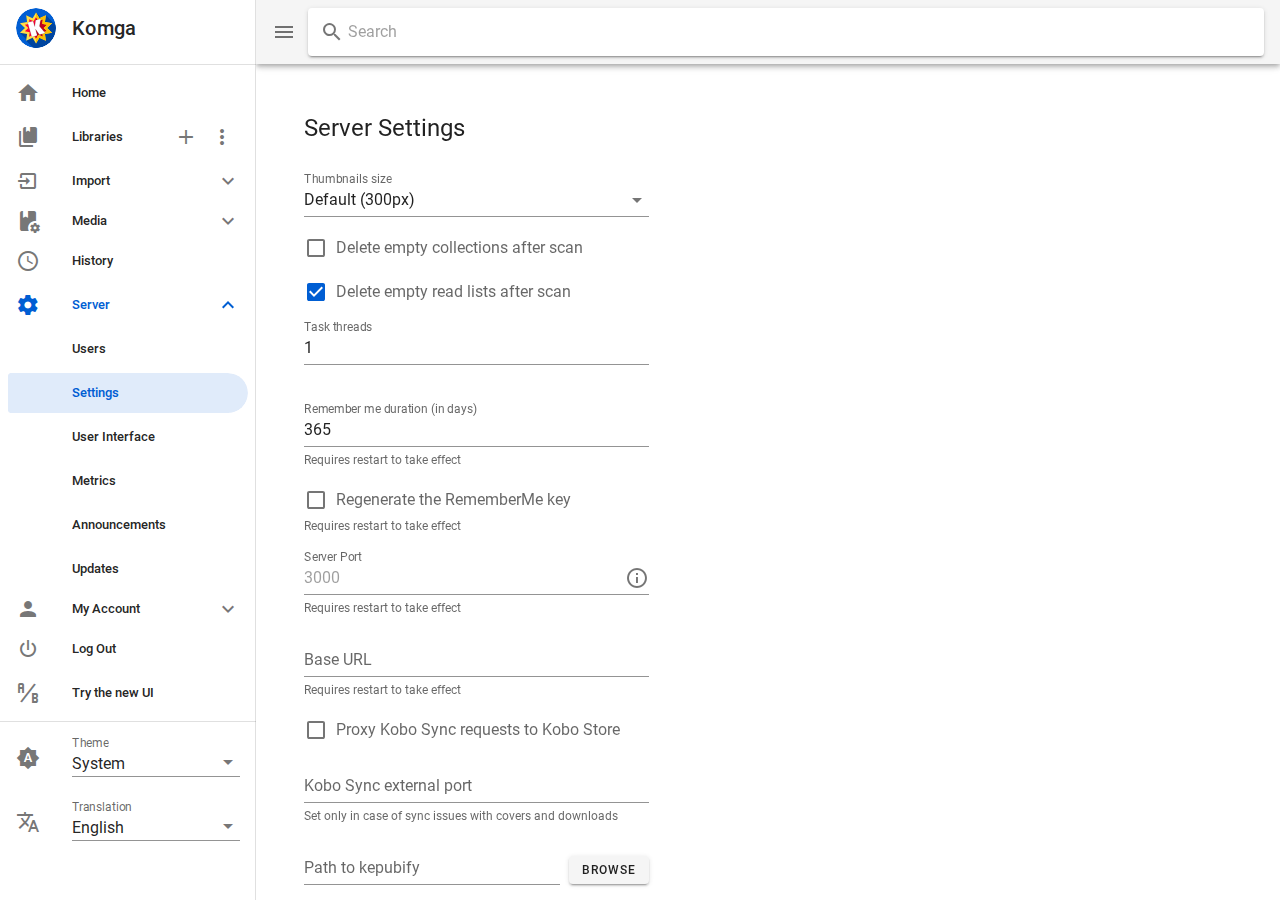 Komga
Search
Home
Libraries
Import
Media
History
Server
Users
Settings
User Interface
Metrics
Announcements
Updates
My Account
Log Out
Try the new UI
Theme
System
Translation
English
Server Settings
Thumbnails size
Default (300px)
Delete empty collections after scan
Delete empty read lists after scan
Task threads
1
Remember me duration (in days)
365
Requires restart to take effect
Regenerate the RememberMe key
Requires restart to take effect
Server Port
3000
Requires restart to take effect
Base URL
Requires restart to take effect
Proxy Kobo Sync requests to Kobo Store
Kobo Sync external port
Set only in case of sync issues with covers and downloads
Path to kepubify
BROWSE